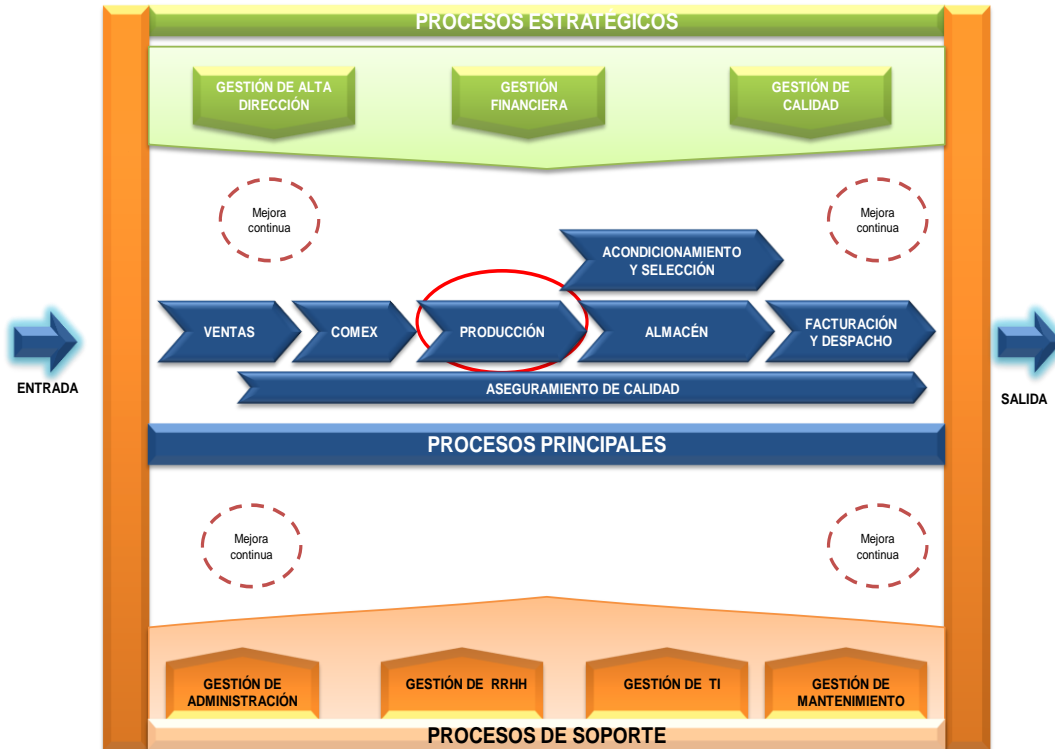 PROCESOS ESTRATÉGICOS
GESTIÓN DE ALTA
DIRECCIÓN
GESTIÓN
FINANCIERA
GESTIÓN DE
CALIDAD
Mejora
continua
Mejora
continua
ACONDICIONAMIENTO
Y SELECCIÓN
VENTAS
COMEX
PRODUCCIÓN
ALMACÉN
FACTURACIÓN
Y DESPACHO
ENTRADA
ASEGURAMIENTO DE CALIDAD
SALIDA
PROCESOS PRINCIPALES
Mejora
continua
Mejora
continua
GESTIÓN DE
ADMINISTRACIÓN
GESTIÓN DE RRHH
GESTIÓN DE TI
GESTIÓN DE
MANTENIMIENTO
PROCESOS DE SOPORTE